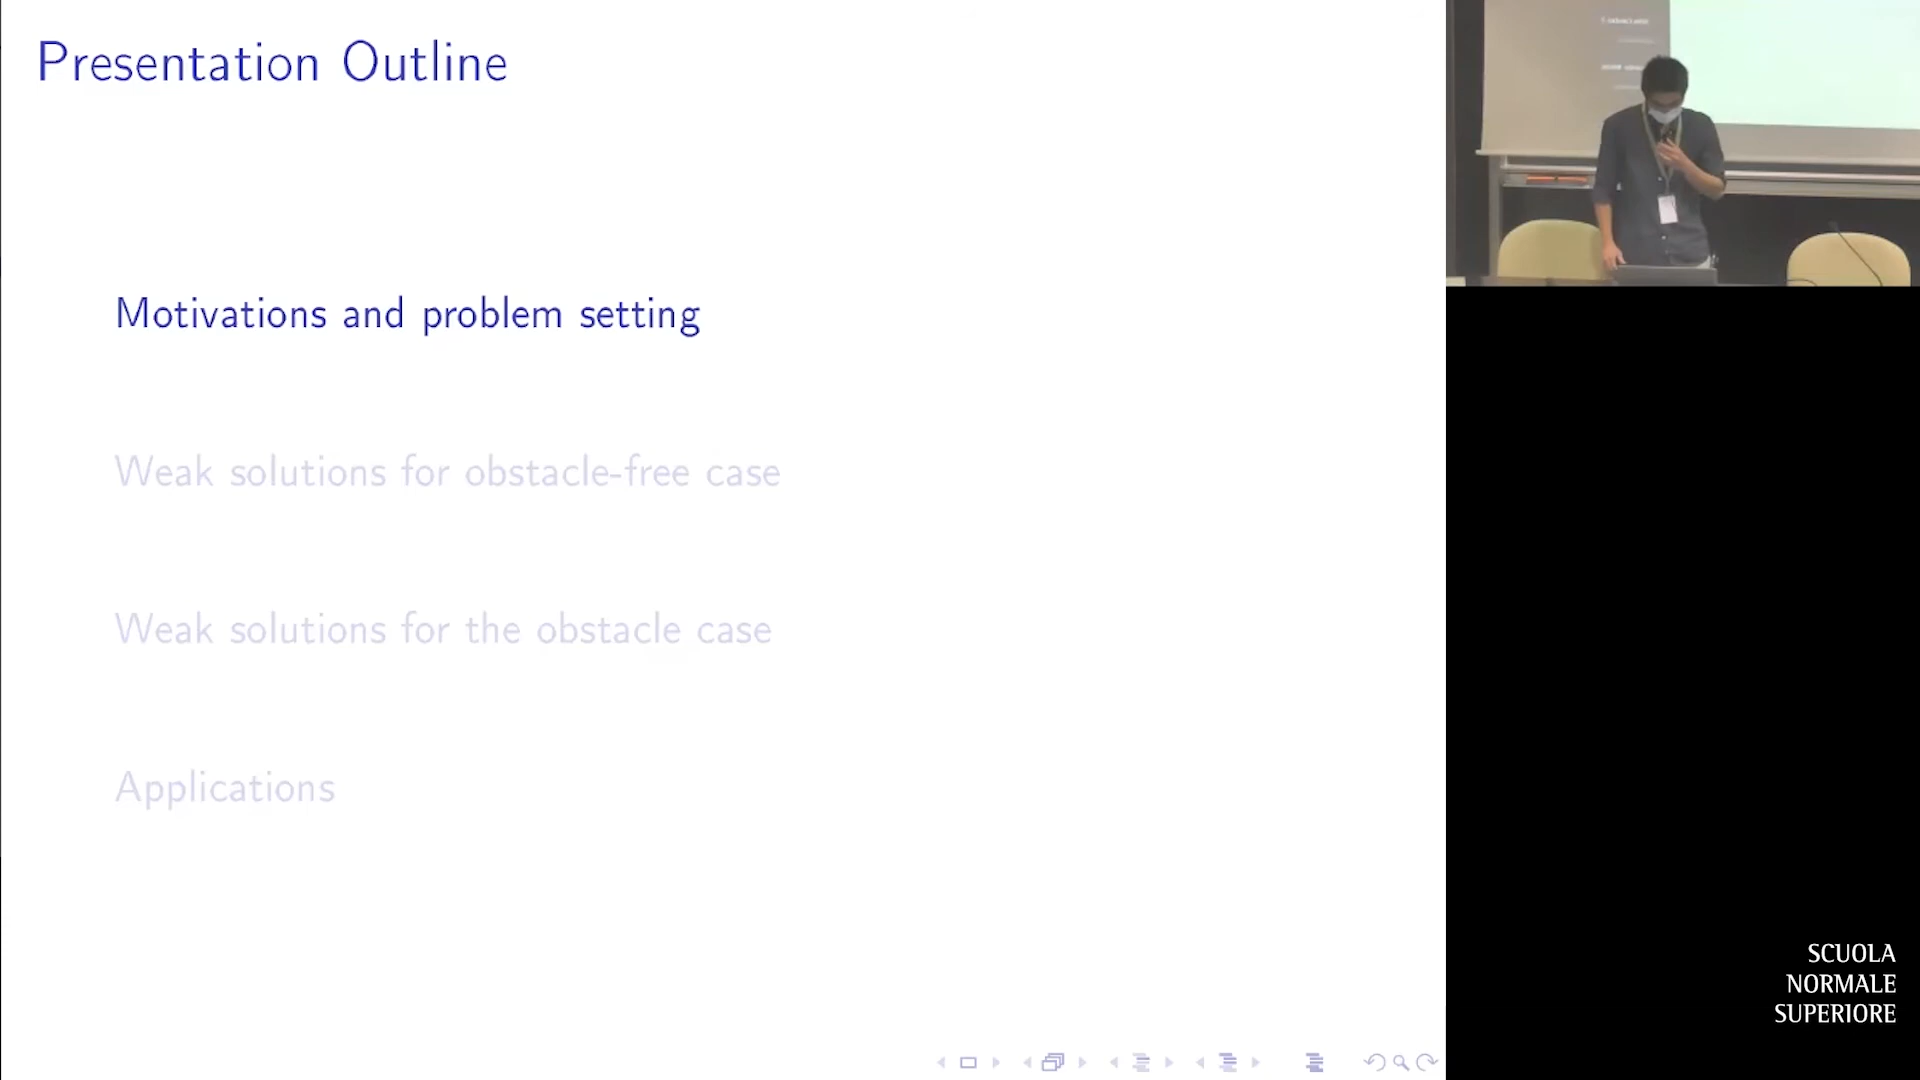 Presentation Outline
Motivations and problem setting
Weak solutions for obstacle-free case
Weak solutions for the obstacle case
Applications
SCUOLA
NORMALE
SUPERIORE